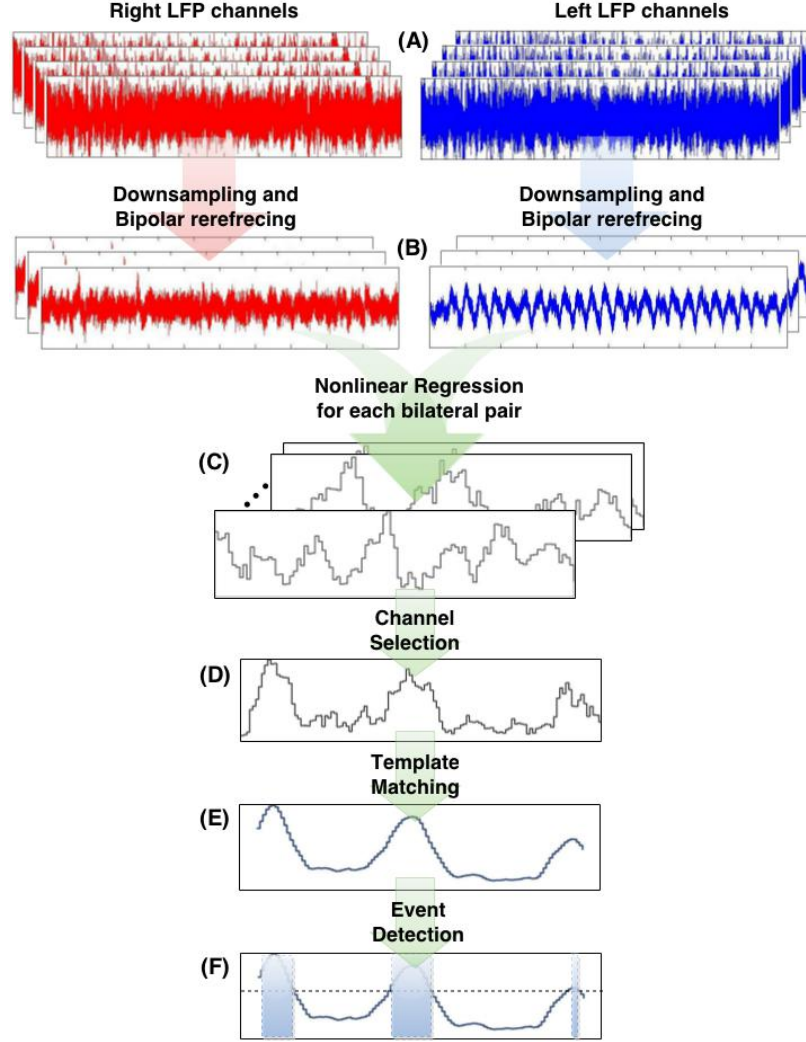 Right LFP channels
Left LFP channels
(A)
Downsampling and
Bipolar rerefrecing
Downsampling and
Bipolar rerefrecing
(B)
Nonlinear Regression
for each bilateral pair
(C)
Channel
Selection
(D)
Template
Matching
(E)
Event
Detection
(F)